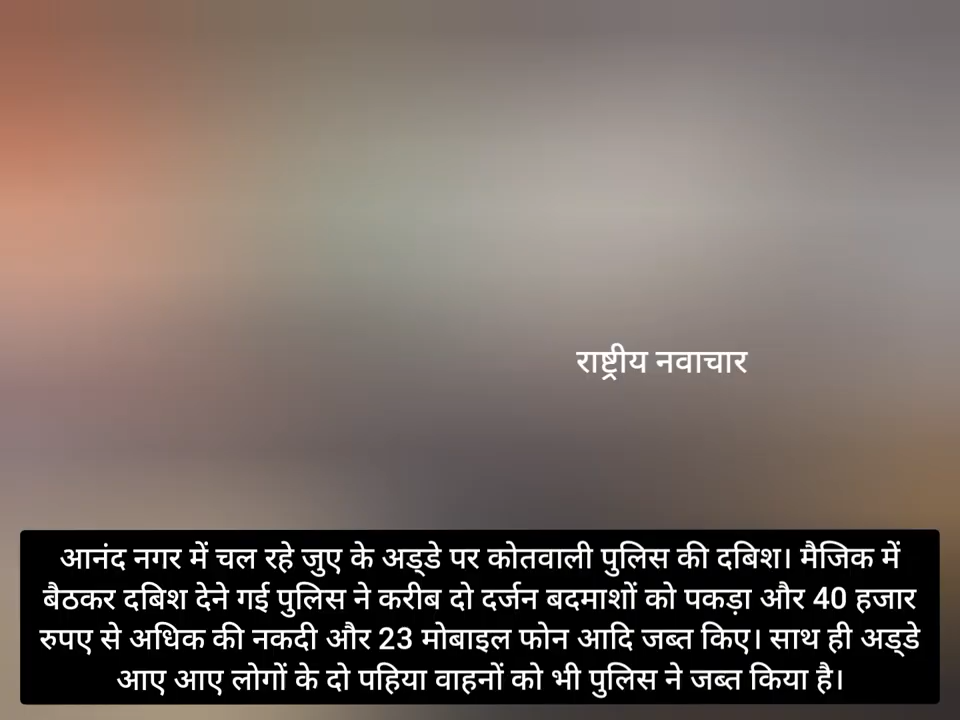 राष्ट्रीय नवाचार
आनंद नगर में चल रहे जुए के अड्डे पर कोतवाली पुलिस की दबिश। मैजिक में
बैठकर दबिश देने गई पुलिस ने करीब दो दर्जन बदमाशों को पकड़ा और 40 हजार
रुपए से अधिक की नकदी और 23 मोबाइल फोन आदि जब्त किए। साथ ही अड्डे
आए आए लोगों के दो पहिया वाहनों को भी पुलिस ने जब्त किया है।